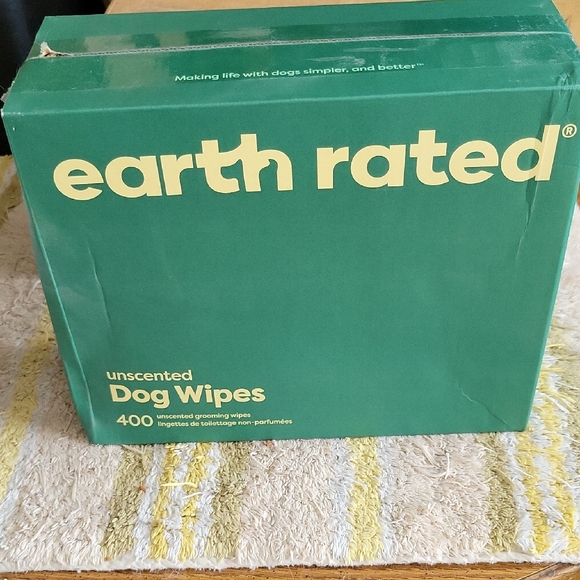 Making life with dogs simpler, and better™
earth rated®
unscented
Dog Wipes
400 unscented grooming wipes
lingettes de toilettage non-parfumées